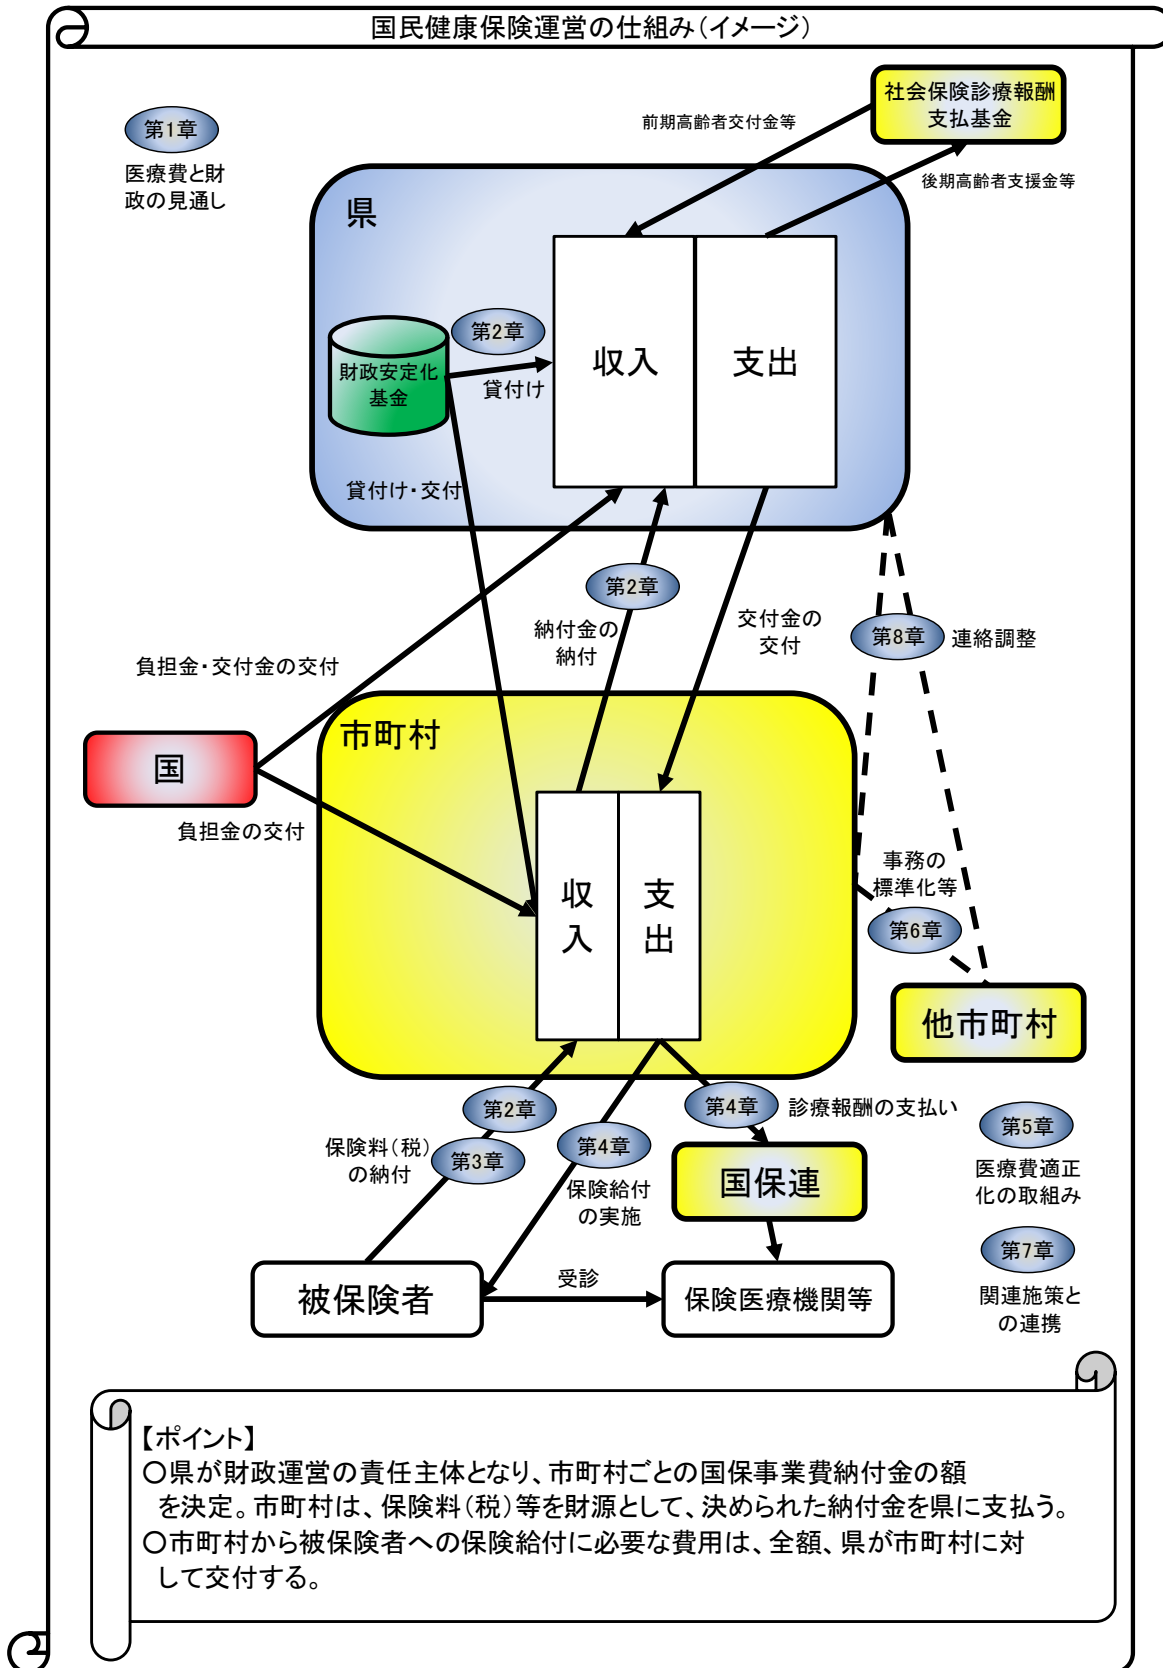 国民健康保険運営の仕組み(イメージ)
社会保険診療報酬
支払基金
第1章
医療費と財
政の見通し
前期高齢者交付金等
後期高齢者支援金等
県
収入
支出
財政安定化
基金
第2章
貸付け
貸付け・交付
第2章
納付金の
納付
交付金の
交付
第8章
連絡調整
負担金・交付金の交付
国
負担金の交付
市町村
収
入
支
出
事務の
標準化等
第6章
他市町村
第2章
第3章
保険料(税)
の納付
第4章
保険給付
の実施
第4章
診療報酬の支払い
国保連
第5章
医療費適正
化の取組み
第7章
関連施策と
の連携
被保険者
受診
保険医療機関等
【ポイント】
○県が財政運営の責任主体となり、市町村ごとの国保事業費納付金の額
を決定。市町村は、保険料(税)等を財源として、決められた納付金を県に支払う。
○市町村から被保険者への保険給付に必要な費用は、全額、県が市町村に対
して交付する。